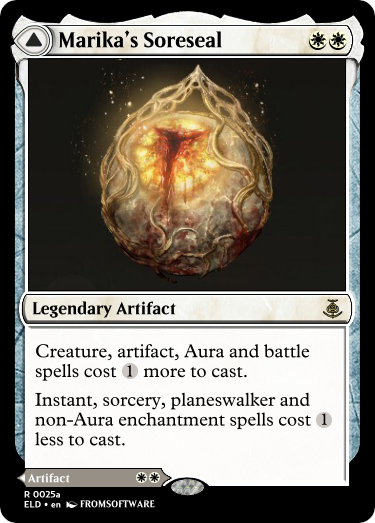 Marika's Soreseal
Legendary Artifact
Creature, artifact, Aura and battle
spells cost 1 more to cast.
Instant, sorcery, planeswalker and
non-Aura enchantment spells cost 1
less to cast.
Artifact
R 0025a
ELD • en FROMSOFTWARE